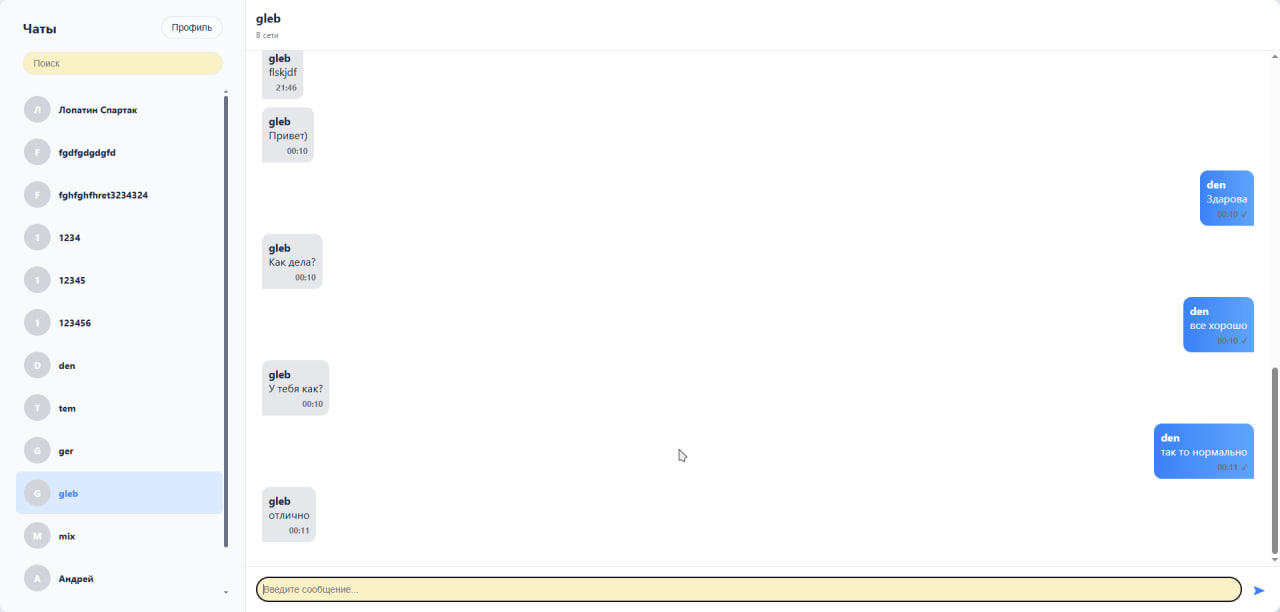 Чаты
Профиль
Поиск
Л Лопатин Спартак
F fgdfgdgdgfd
F fghfghfhret3234324
1 1234
1 12345
1 123456
D den
T tem
G ger
G gleb
M mix
А Андрей
gleb
В сети
gleb
flskjdf
21:46
gleb
Привет)
00:10
den
Здарова
00:10 ✓
gleb
Как дела?
00:10
den
все хорошо
00:10 ✓
gleb
У тебя как?
00:10
den
так то нормально
00:11 ✓
gleb
отлично
00:11
Введите сообщение...